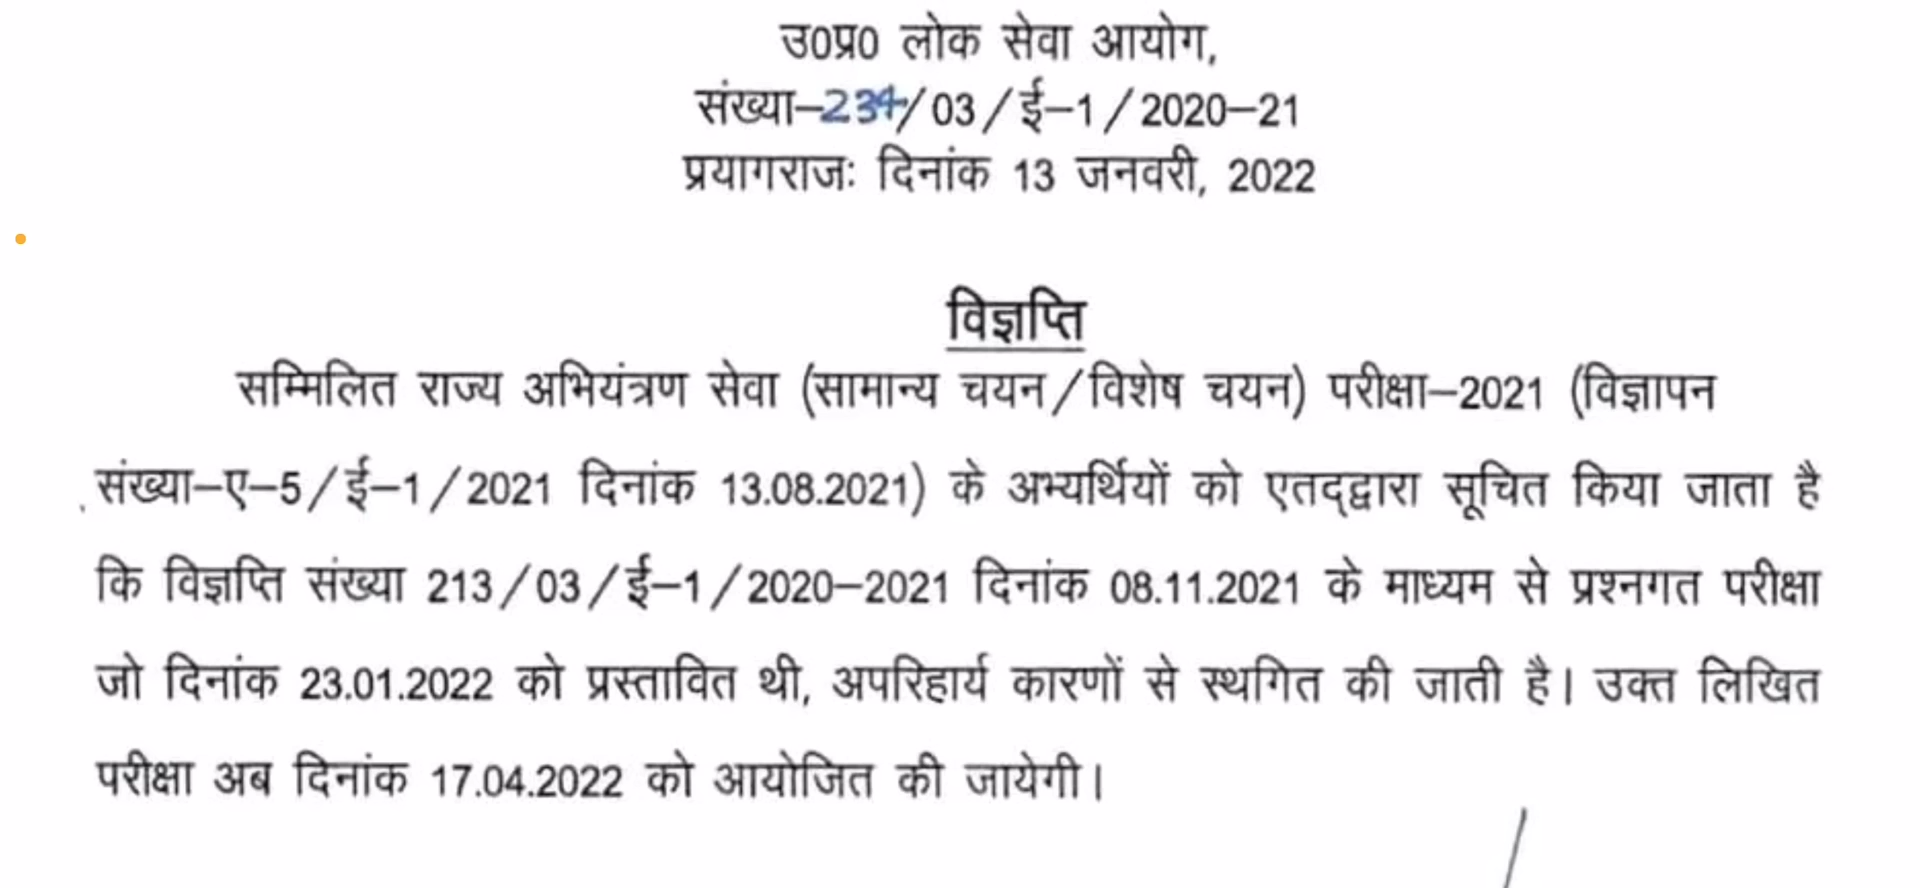 उ0प्र0 लोक सेवा आयोग,
संख्या–234/03/ई–1/2020–21
प्रयागराजः दिनांक 13 जनवरी, 2022
विज्ञप्ति
सम्मिलित राज्य अभियंत्रण सेवा (सामान्य चयन/विशेष चयन) परीक्षा–2021 (विज्ञापन
संख्या–ए–5/ई–1/2021 दिनांक 13.08.2021) के अभ्यर्थियों को एतद्द्वारा सूचित किया जाता है
कि विज्ञप्ति संख्या 213/03/ई–1/2020–2021 दिनांक 08.11.2021 के माध्यम से प्रश्नगत परीक्षा
जो दिनांक 23.01.2022 को प्रस्तावित थी, अपरिहार्य कारणों से स्थगित की जाती है। उक्त लिखित
परीक्षा अब दिनांक 17.04.2022 को आयोजित की जायेगी।